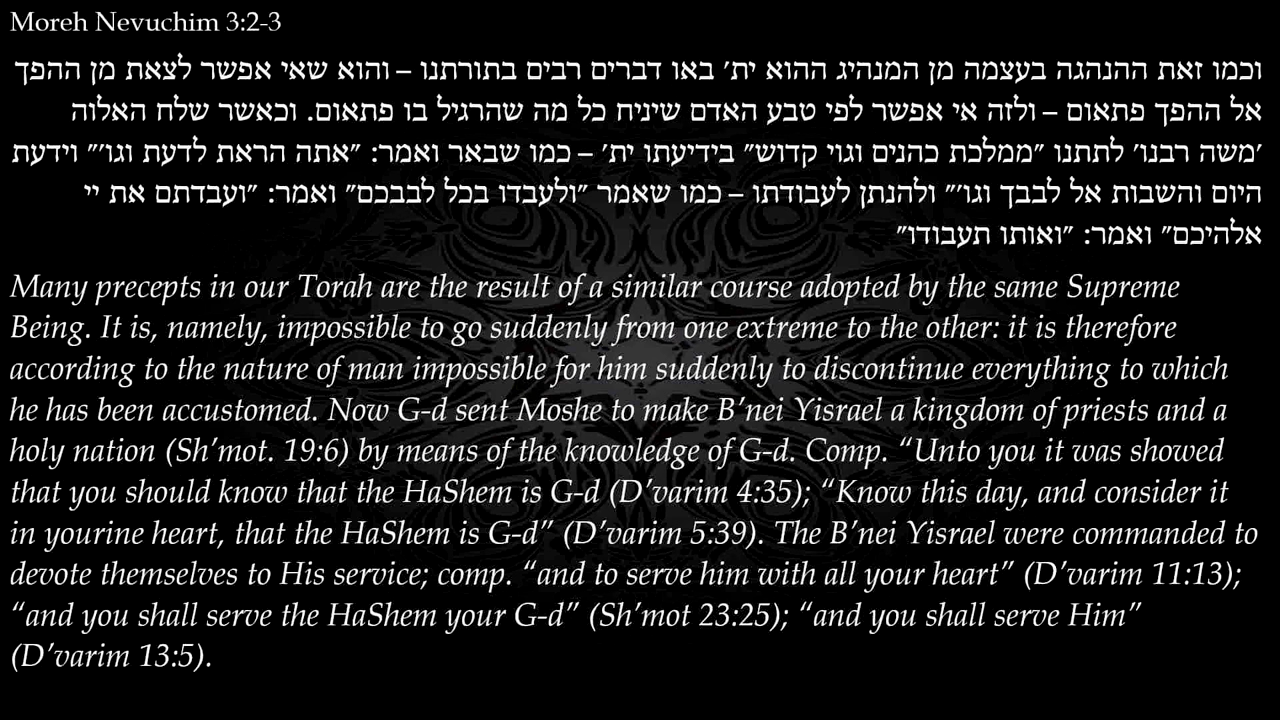 Moreh Nevuchim 3:2-3
וכמו זאת ההנהגה בעצמה מן המנהיג ההוא ית׳ באו דברים רבים בתורתנו – והוא שאי אפשר לצאת מן ההפך
אל ההפך פתאום – ולזה אי אפשר לפי טבע האדם שיניח כל מה שהרגיל בו פתאום. וכאשר שלח האלוה
׳משה רבנו׳ לתתנו ״ממלכת כהנים וגוי קדוש״ בידיעתו ית׳ – כמו שבאר ואמר: ״אתה הראת לדעת וגו׳״ וידעת
היום והשבות אל לבבך וגו׳״ ולהנתן לעבודתו – כמו שאמר ״ולעבדו בכל לבבכם״ ואמר: ״ועבדתם את יי
אלהיכם״ ואמר: ״ואותו תעבודו״
Many precepts in our Torah are the result of a similar course adopted by the same Supreme
Being. It is, namely, impossible to go suddenly from one extreme to the other: it is therefore
according to the nature of man impossible for him suddenly to discontinue everything to which
he has been accustomed. Now G-d sent Moshe to make B’nei Yisrael a kingdom of priests and a
holy nation (Sh’mot. 19:6) by means of the knowledge of G-d. Comp. “Unto you it was showed
that you should know that the HaShem is G-d (D’varim 4:35); “Know this day, and consider it
in yourine heart, that the HaShem is G-d” (D’varim 5:39). The B’nei Yisrael were commanded to
devote themselves to His service; comp. “and to serve him with all your heart” (D’varim 11:13);
“and you shall serve the HaShem your G-d” (Sh’mot 23:25); “and you shall serve Him”
(D’varim 13:5).